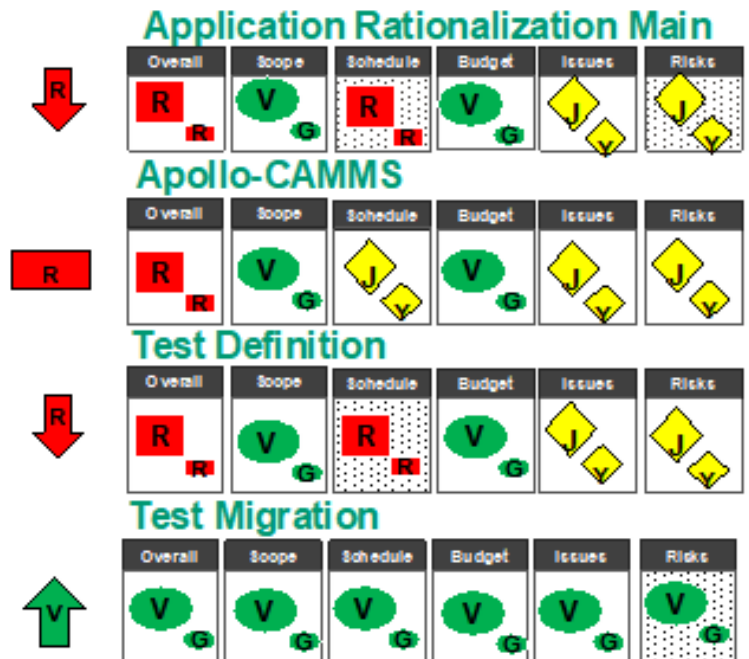 Application Rationalization Main
Overall Scope Schedule Budget Issues Risks
R R R V G R R V G J Y J Y
Apollo-CAMMS
Overall Scope Schedule Budget Issues Risks
R R R V G J Y V G J Y J Y
Test Definition
Overall Scope Schedule Budget Issues Risks
R R R V G R R V G J Y J Y
Test Migration
Overall Scope Schedule Budget Issues Risks
V V G V G V G V G V G V G